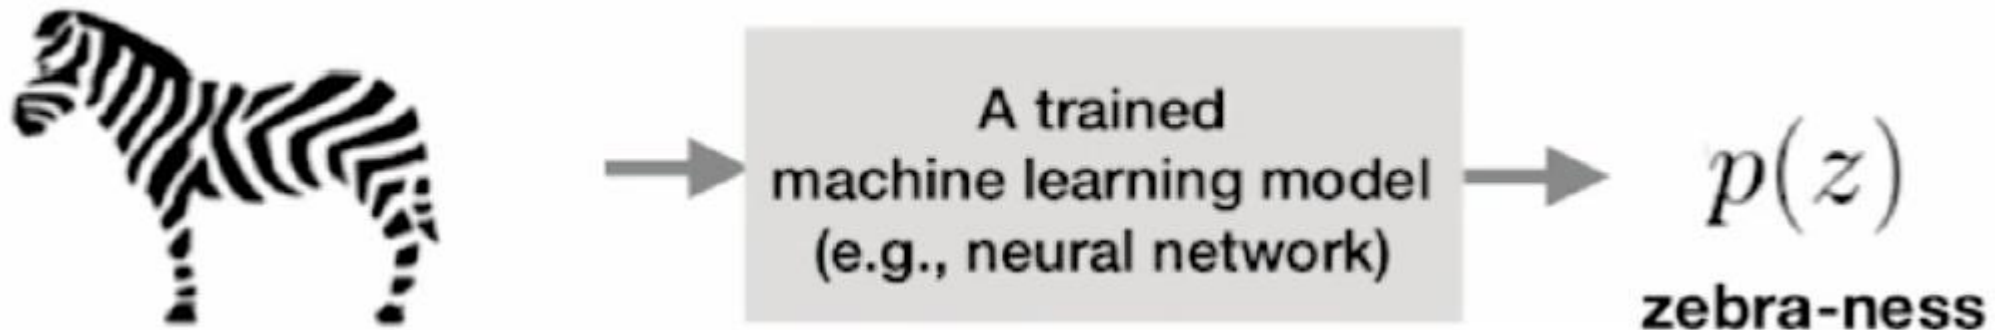 A trained
machine learning model
(e.g., neural network)
p(z)
zebra-ness